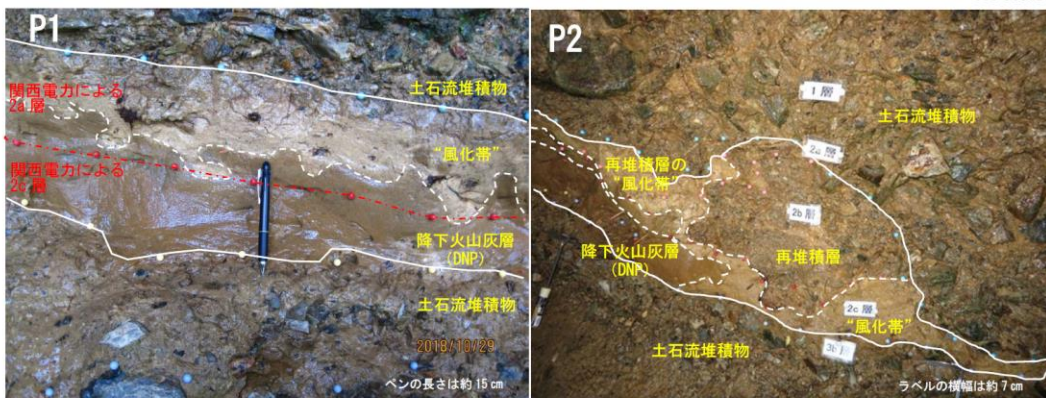 P1
土石流堆積物
関西電力による
2a 層
“風化帯”
関西電力による
2c 層
降下火山灰層
(DNP)
土石流堆積物
2018/10/29
ペンの長さは約 15 ㎝
P2
1 層
土石流堆積物
2a 層
再堆積層の
“風化帯”
2b 層
降下火山灰層
(DNP)
再堆積層
2c 層
“風化帯”
土石流堆積物
3b 層
ラベルの横幅は約 7 ㎝